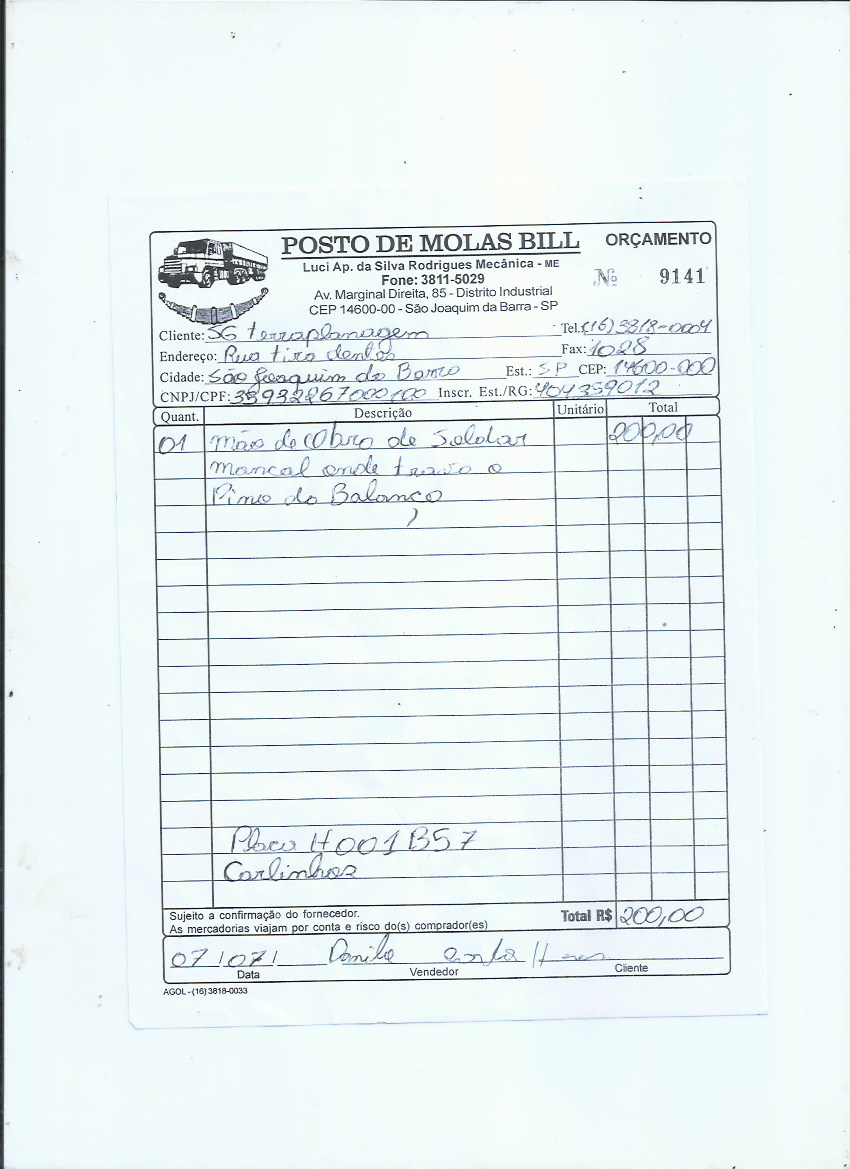 POSTO DE MOLAS BILL ORÇAMENTO
Luci Ap. da Silva Rodrigues Mecânica - ME
Fone: 3811-5029
Nº 9141
Av. Marginal Direita, 85 - Distrito Industrial
CEP 14600-00 - São Joaquim da Barra - SP
Cliente: SG terraplanagem Tel.: (16) 3818-0004
Endereço: Rua tira dentes Fax: 1028
Cidade: São Joaquim da Barra Est.: SP CEP: 14600-000
CNPJ/CPF: Inscr. Est./RG: 404359012
Quant. Descrição Unitário Total
01 Mão de Obra de Soldar 200,00
mancal onde trava o
Pino do Balanco
Placa H001B57
Carlinhos
Sujeito a confirmação do fornecedor.
As mercadorias viajam por conta e risco do(s) comprador(es)
Total R$ 200,00
07/07/ Danilo
Data Vendedor Cliente
AGOL - (16) 3818-0033